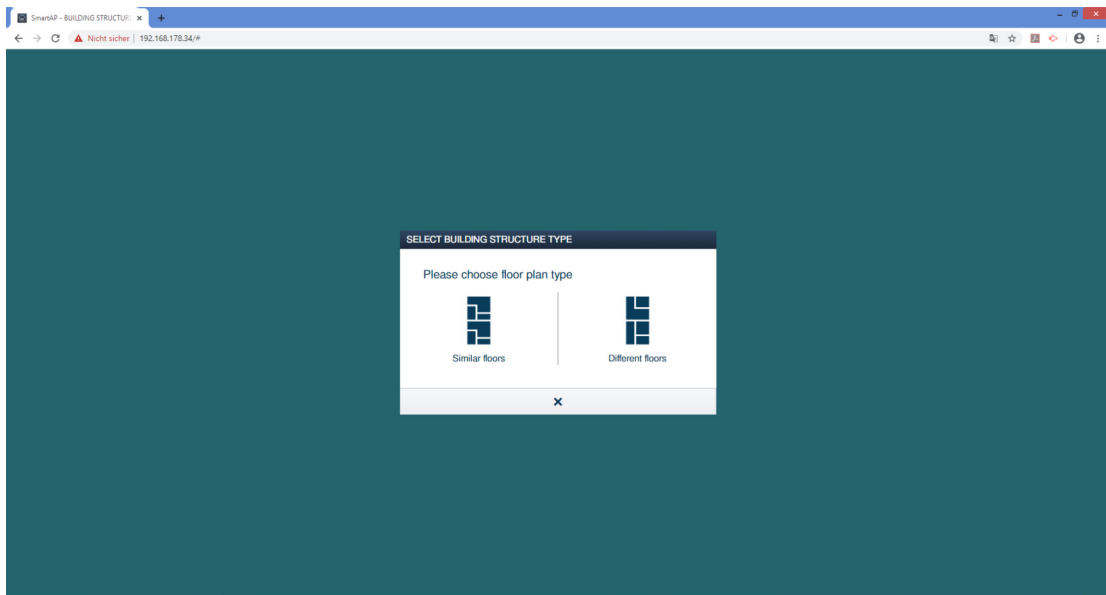 SmartAP - BUILDING STRUCTUR
Nicht sicher | 192.168.178.34/#
SELECT BUILDING STRUCTURE TYPE
Please choose floor plan type
Similar floors
Different floors